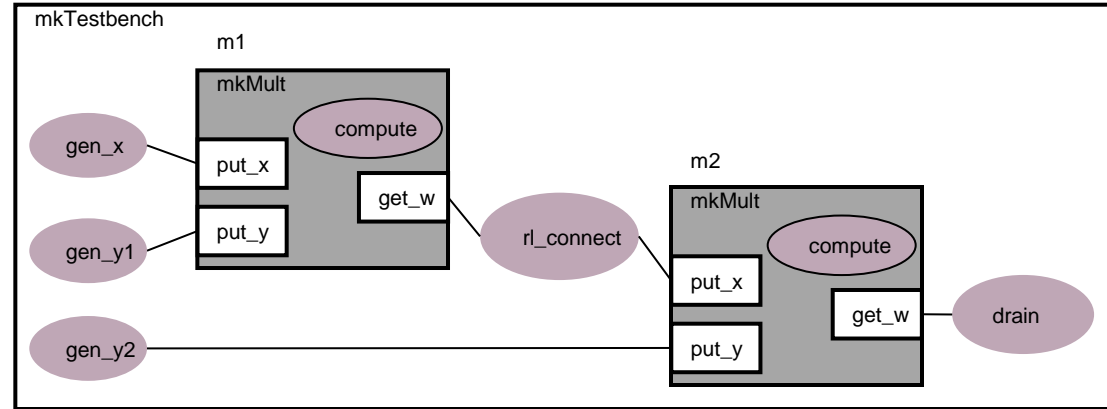 mkTestbench
m1
mkMult
compute
gen_x
put_x
get_w
gen_y1
put_y
rl_connect
m2
mkMult
compute
put_x
get_w
drain
gen_y2
put_y